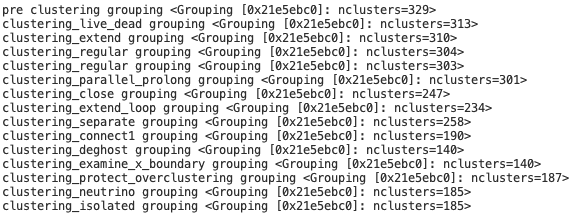 pre clustering grouping <Grouping [0x21e5ebc0]: nclusters=329>
clustering_live_dead grouping <Grouping [0x21e5ebc0]: nclusters=313>
clustering_extend grouping <Grouping [0x21e5ebc0]: nclusters=310>
clustering_regular grouping <Grouping [0x21e5ebc0]: nclusters=304>
clustering_regular grouping <Grouping [0x21e5ebc0]: nclusters=303>
clustering_parallel_prolong grouping <Grouping [0x21e5ebc0]: nclusters=301>
clustering_close grouping <Grouping [0x21e5ebc0]: nclusters=247>
clustering_extend_loop grouping <Grouping [0x21e5ebc0]: nclusters=234>
clustering_separate grouping <Grouping [0x21e5ebc0]: nclusters=258>
clustering_connect1 grouping <Grouping [0x21e5ebc0]: nclusters=190>
clustering_deghost grouping <Grouping [0x21e5ebc0]: nclusters=140>
clustering_examine_x_boundary grouping <Grouping [0x21e5ebc0]: nclusters=140>
clustering_protect_overclustering grouping <Grouping [0x21e5ebc0]: nclusters=187>
clustering_neutrino grouping <Grouping [0x21e5ebc0]: nclusters=185>
clustering_isolated grouping <Grouping [0x21e5ebc0]: nclusters=185>